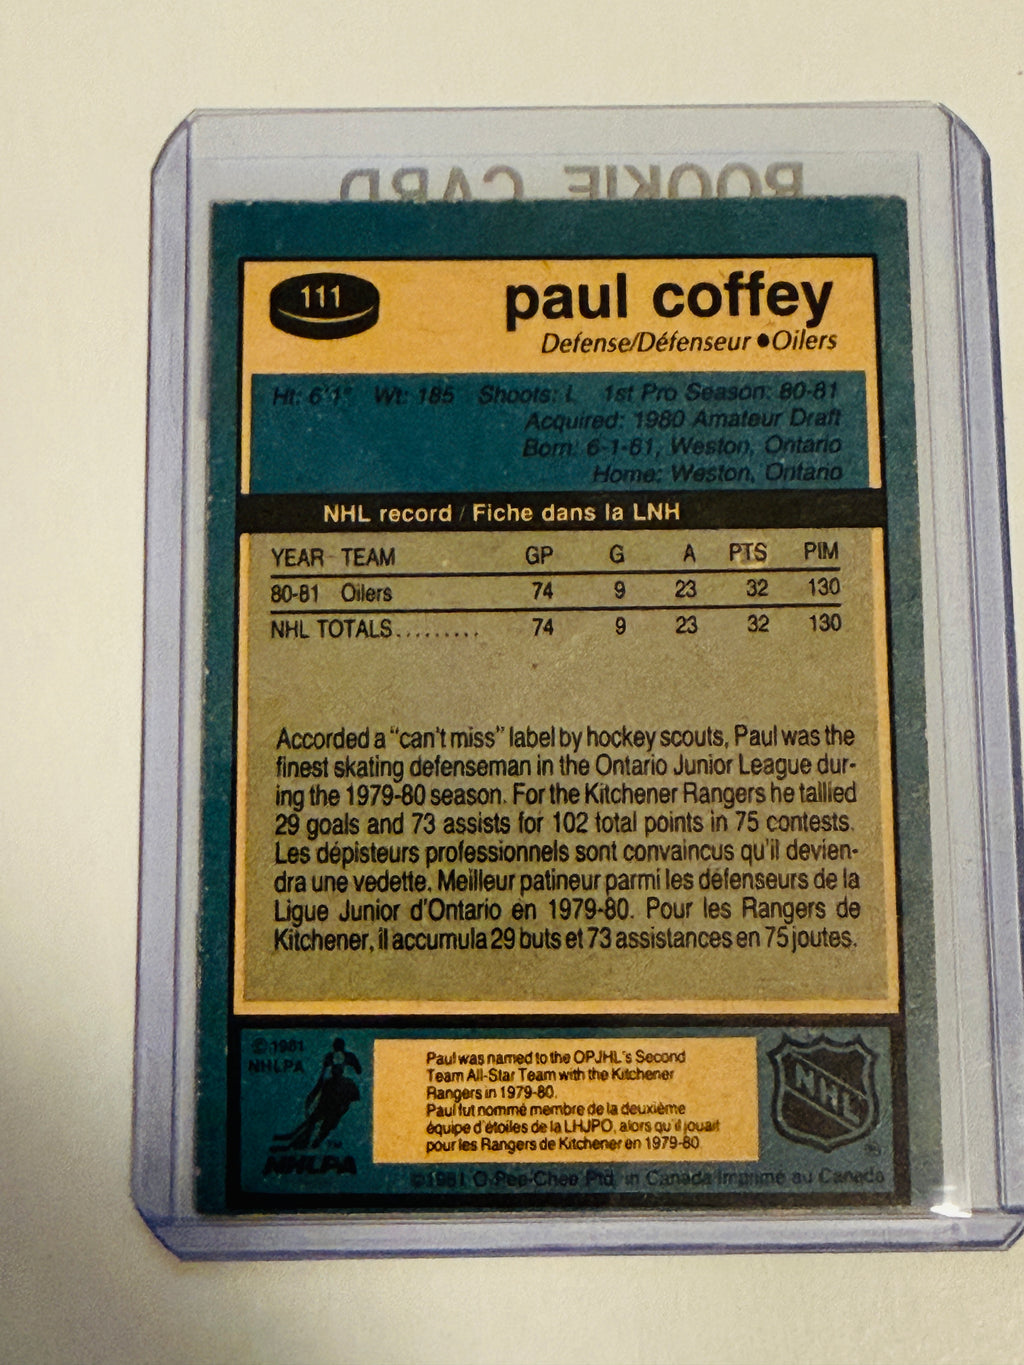 ROOKIE CARD
111
paul coffey
Defense/Défenseur ●Oilers
Ht: 6'1" Wt: 185 Shoots: L 1st Pro Season: 80-81
Acquired: 1980 Amateur Draft
Born: 6-1-61, Weston, Ontario
Home: Weston, Ontario
NHL record / Fiche dans la LNH
YEAR TEAM GP G A PTS PIM
80-81 Oilers 74 9 23 32 130
NHL TOTALS......... 74 9 23 32 130
Accorded a "can't miss" label by hockey scouts, Paul was the
finest skating defenseman in the Ontario Junior League dur-
ing the 1979-80 season. For the Kitchener Rangers he tallied
29 goals and 73 assists for 102 total points in 75 contests.
Les dépisteurs professionnels sont convaincus qu'il devien-
dra une vedette. Meilleur patineur parmi les défenseurs de la
Ligue Junior d'Ontario en 1979-80. Pour les Rangers de
Kitchener, il accumula 29 buts et 73 assistances en 75 joutes.
© 1981
NHLPA
TM
NHLPA
Paul was named to the OPJHL's Second
Team All-Star Team with the Kitchener
Rangers in 1979-80.
Paul fut nommé membre de la deuxième
équipe d'étoiles de la LHJPO, alors qu'il jouait
pour les Rangers de Kitchener en 1979-80.
NHL
®
©1981 O-Pee-Chee Ptd. in Canada/Imprimé au Canada